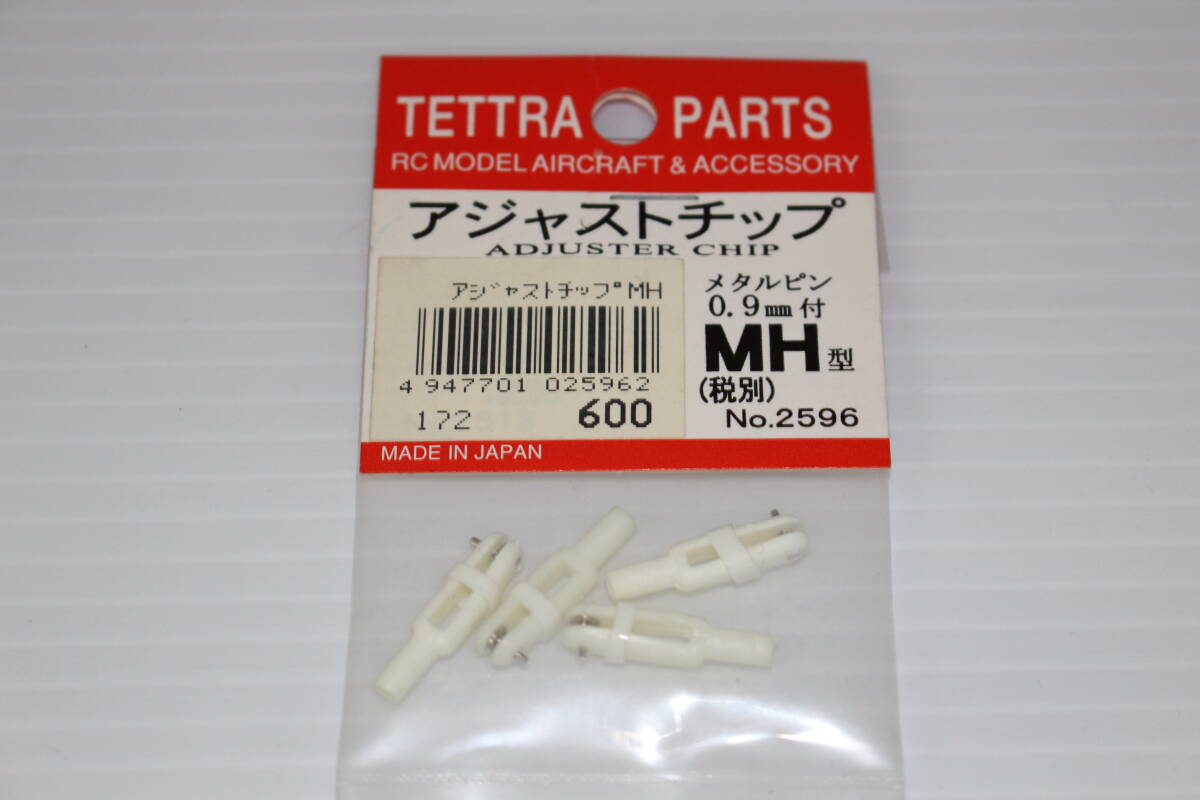 TETTRA PARTS
RC MODEL AIRCRAFT & ACCESSORY
アジャストチップ
ADJUSTER CHIP
アジャストチップMH
4 947701 025962
172 600
メタルピン
0.9㎜付
MH型
(税別)
No.2596
MADE IN JAPAN